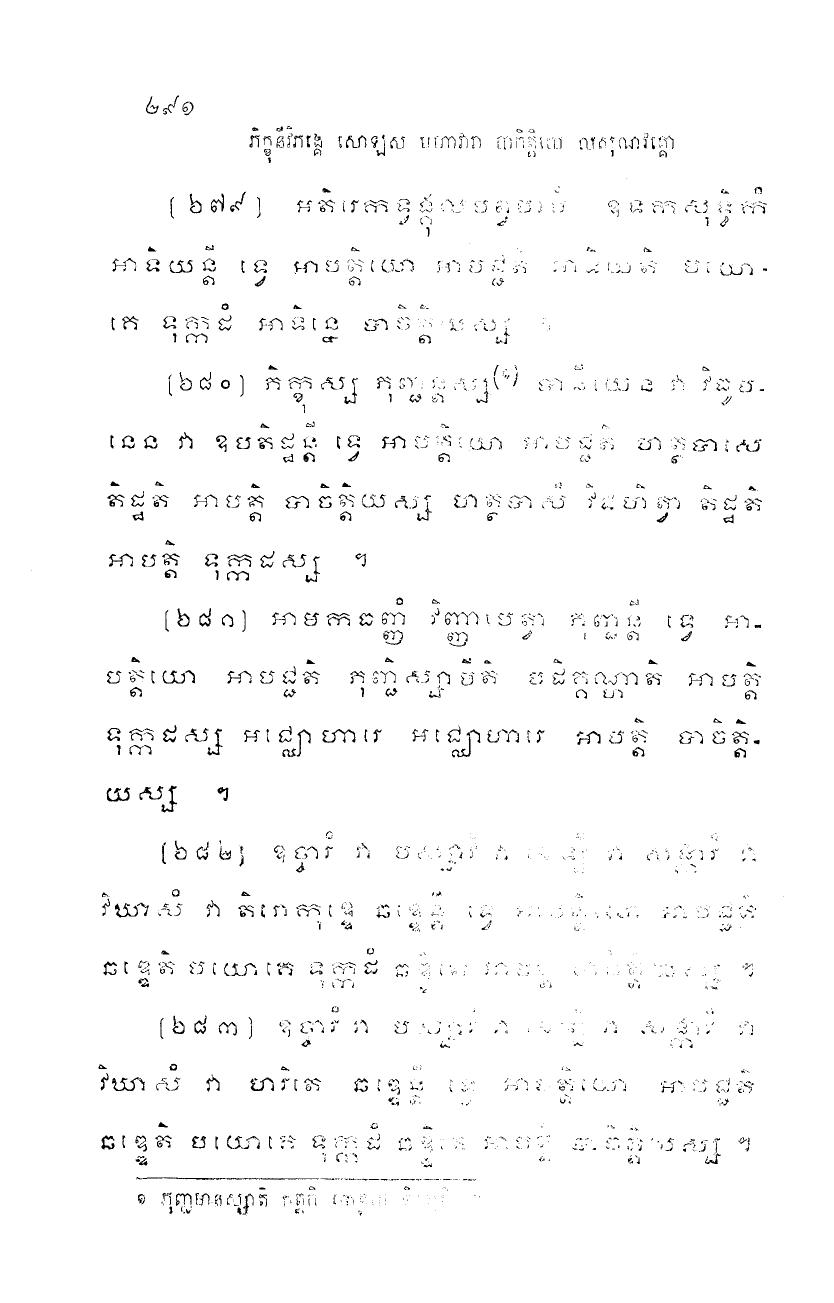 ២៩១
ភិក្ខុនីវិភង្គេ សោឡស មហាវារា បាចិត្តិយេ លសុណវគ្គោ
(៦៧៩) អតិរេកទ្វង្គុលបព្វបរមំ ឧទកសុទ្ធិកំ
អាទិយន្តី ទ្វេ អាបត្តិយោ អាបជ្ជតិ អាទិយតិ បយោ-
គេ ទុក្កដំ អាទិន្នេ បាចិត្តិយស្ស ។
(៦៨០) ភិក្ខុស្ស ភុញ្ជន្តស្ស(១) បានីយេន វា វិធូប-
នេន វា ឧបតិដ្ឋន្តី ទ្វេ អាបត្តិយោ អាបជ្ជតិ ហត្ថបាសេ
តិដ្ឋតិ អាបត្តិ បាចិត្តិយស្ស ហត្ថបាសំ វិជហិត្វា តិដ្ឋតិ
អាបត្តិ ទុក្កដស្ស ។
(៦៨១) អាមកធញ្ញំ វិញ្ញាបេត្វា ភុញ្ជន្តី ទ្វេ អា-
បត្តិយោ អាបជ្ជតិ ភុញ្ជិស្សាមីតិ បដិគ្គណ្ហាតិ អាបត្តិ
ទុក្កដស្ស អជ្ឈោហារេ អជ្ឈោហារេ អាបត្តិ បាចិត្តិ-
យស្ស ។
(៦៨២) ឧច្ចារំ វា បស្សាវំ វា សង្ការំ វា
វិឃាសំ វា តិរោកុឌ្ឌេ ឆឌ្ឌេន្តី ទ្វេ អាបត្តិយោ អាបជ្ជតិ
ឆឌ្ឌេតិ បយោគេ ទុក្កដំ ឆឌ្ឌិតេ អាបត្តិ បាចិត្តិយស្ស ។
(៦៨៣) ឧច្ចារំ វា បស្សាវំ វា សង្ការំ វា
វិឃាសំ វា ហរិតេ ឆឌ្ឌេន្តី ទ្វេ អាបត្តិយោ អាបជ្ជតិ
ឆឌ្ឌេតិ បយោគេ ទុក្កដំ ឆឌ្ឌិតេ អាបត្តិ បាចិត្តិយស្ស ។
១ ភុញ្ជមានស្សាតិ